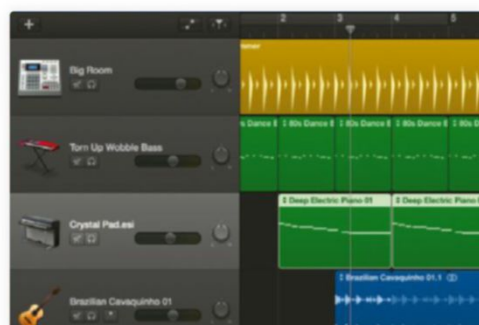 2 3 4 5
Big Room
Torn Up Wobble Bass
80s Dance 80s Dance 80s Dance 80s Dance
Crystal Pad.esi
Deep Electric Piano 01 Deep Electric Piano
Brazilian Cavaquinho 01.1
Brazilian Cavaquinho 01